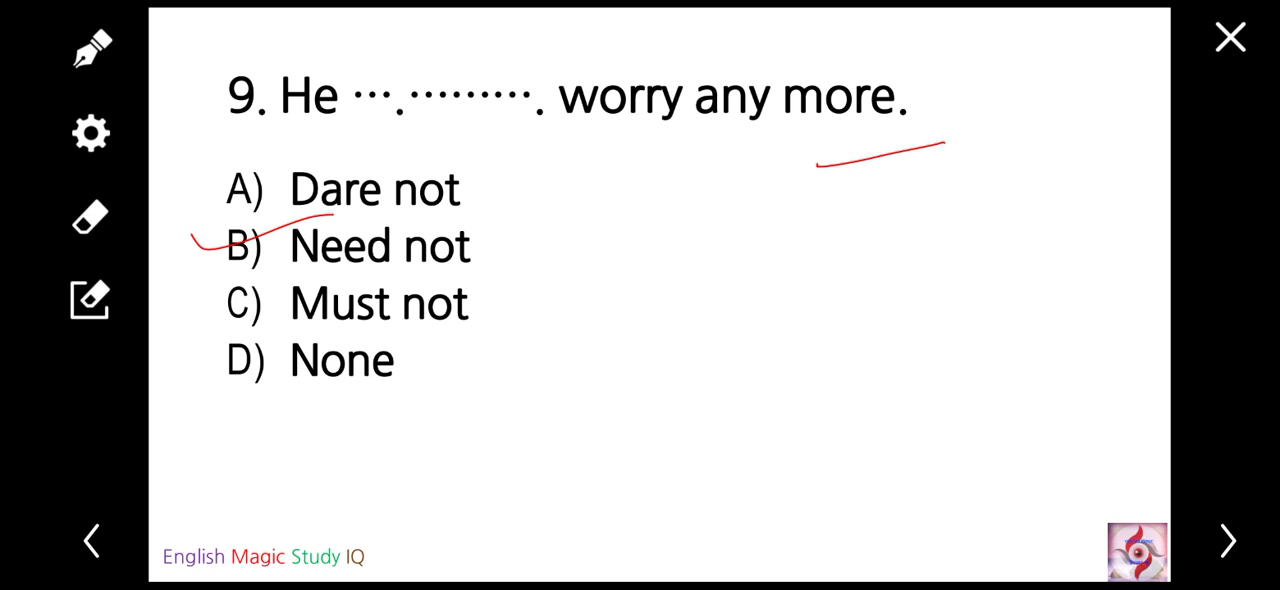 9. He ···.·········. worry any more.
A) Dare not
B) Need not
C) Must not
D) None
English Magic Study IQ